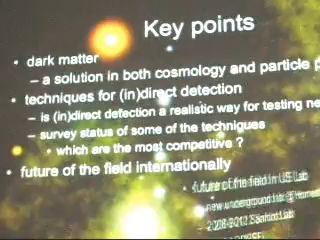 Key points
• dark matter
– a solution in both cosmology and particle
• techniques for (in)direct detection
– is (in)direct detection a realistic way for testing
– survey status of some of the techniques
• which are the most competitive ?
• future of the field internationally
• future of the field in US
new underground lab